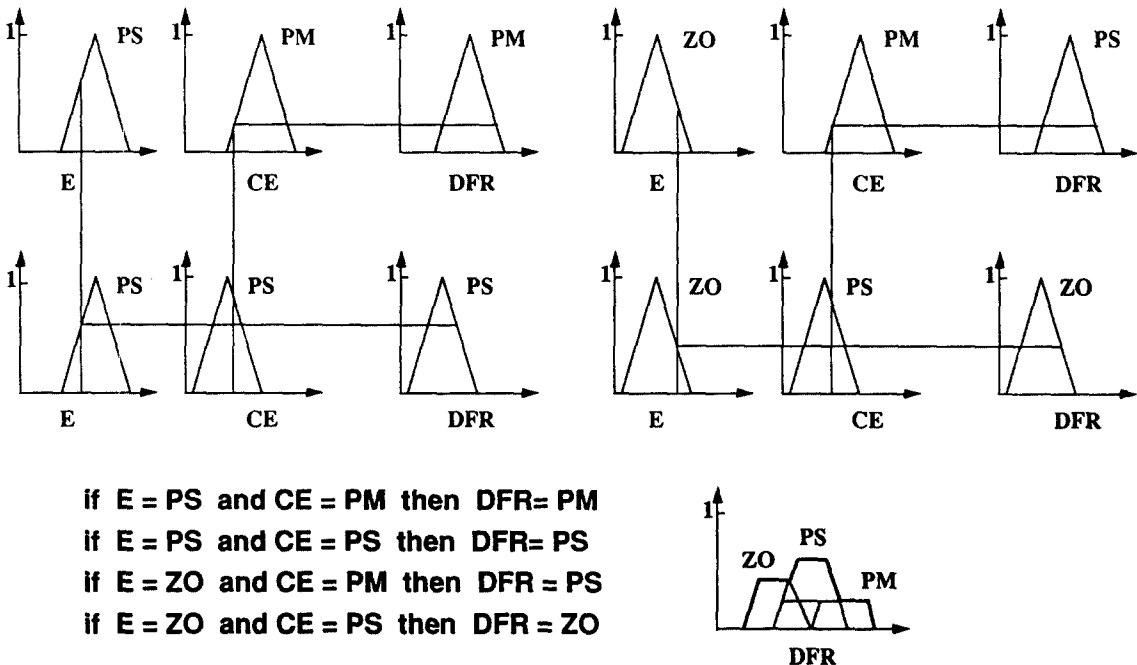 1 PS 1 PM 1 PM 1 ZO 1 PM 1 PS
E CE DFR E CE DFR
1 PS 1 PS 1 PS 1 ZO 1 PS 1 ZO
E CE DFR E CE DFR
if E = PS and CE = PM then DFR= PM
if E = PS and CE = PS then DFR= PS
if E = ZO and CE = PM then DFR = PS
if E = ZO and CE = PS then DFR = ZO
1
PS
ZO
PM
DFR